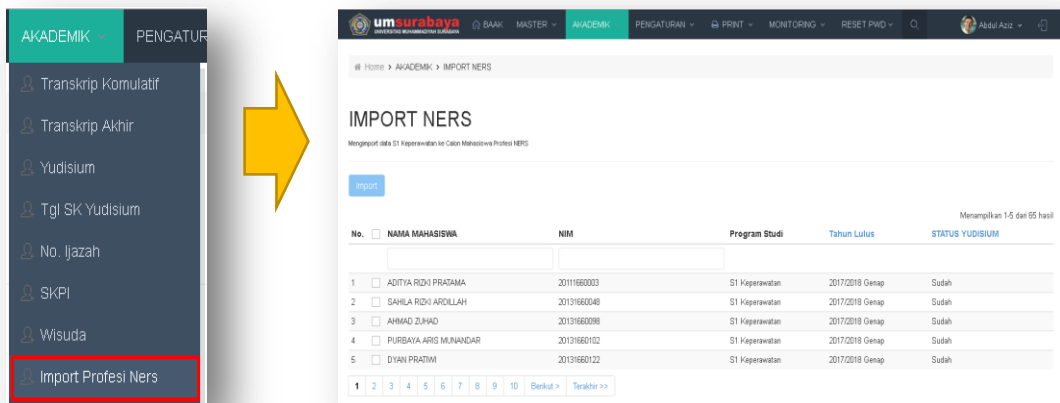 AKADEMIK PENGATUR
Transkrip Komulatif
Transkrip Akhir
Yudisium
Tgl SK Yudisium
No. Ijazah
SKPI
Wisuda
Import Profesi Ners
umsurabaya
UNIVERSITAS MUHAMMADIYAH SURABAYA
BAAK MASTER AKADEMIK PENGATURAN PRINT MONITORING RESET PWD Abdul Aziz
Home > AKADEMIK > IMPORT NERS
IMPORT NERS
Mengimport data S1 Keperawatan ke Calon Mahasiswa Profesi NERS
Import
Menampilkan 1-5 dari 65 hasil
No. NAMA MAHASISWA NIM Program Studi Tahun Lulus STATUS YUDISIUM
1 ADITYA RIZKI PRATAMA 20111660003 S1 Keperawatan 2017/2018 Genap Sudah
2 SAHILA RIZKI ARDILLAH 20131660048 S1 Keperawatan 2017/2018 Genap Sudah
3 AHMAD ZUHAD 20131660098 S1 Keperawatan 2017/2018 Genap Sudah
4 PURBAYA ARIS MUNANDAR 20131660102 S1 Keperawatan 2017/2018 Genap Sudah
5 DYAN PRATIWI 20131660122 S1 Keperawatan 2017/2018 Genap Sudah
1 2 3 4 5 6 7 8 9 10 Berikut > Terakhir >>